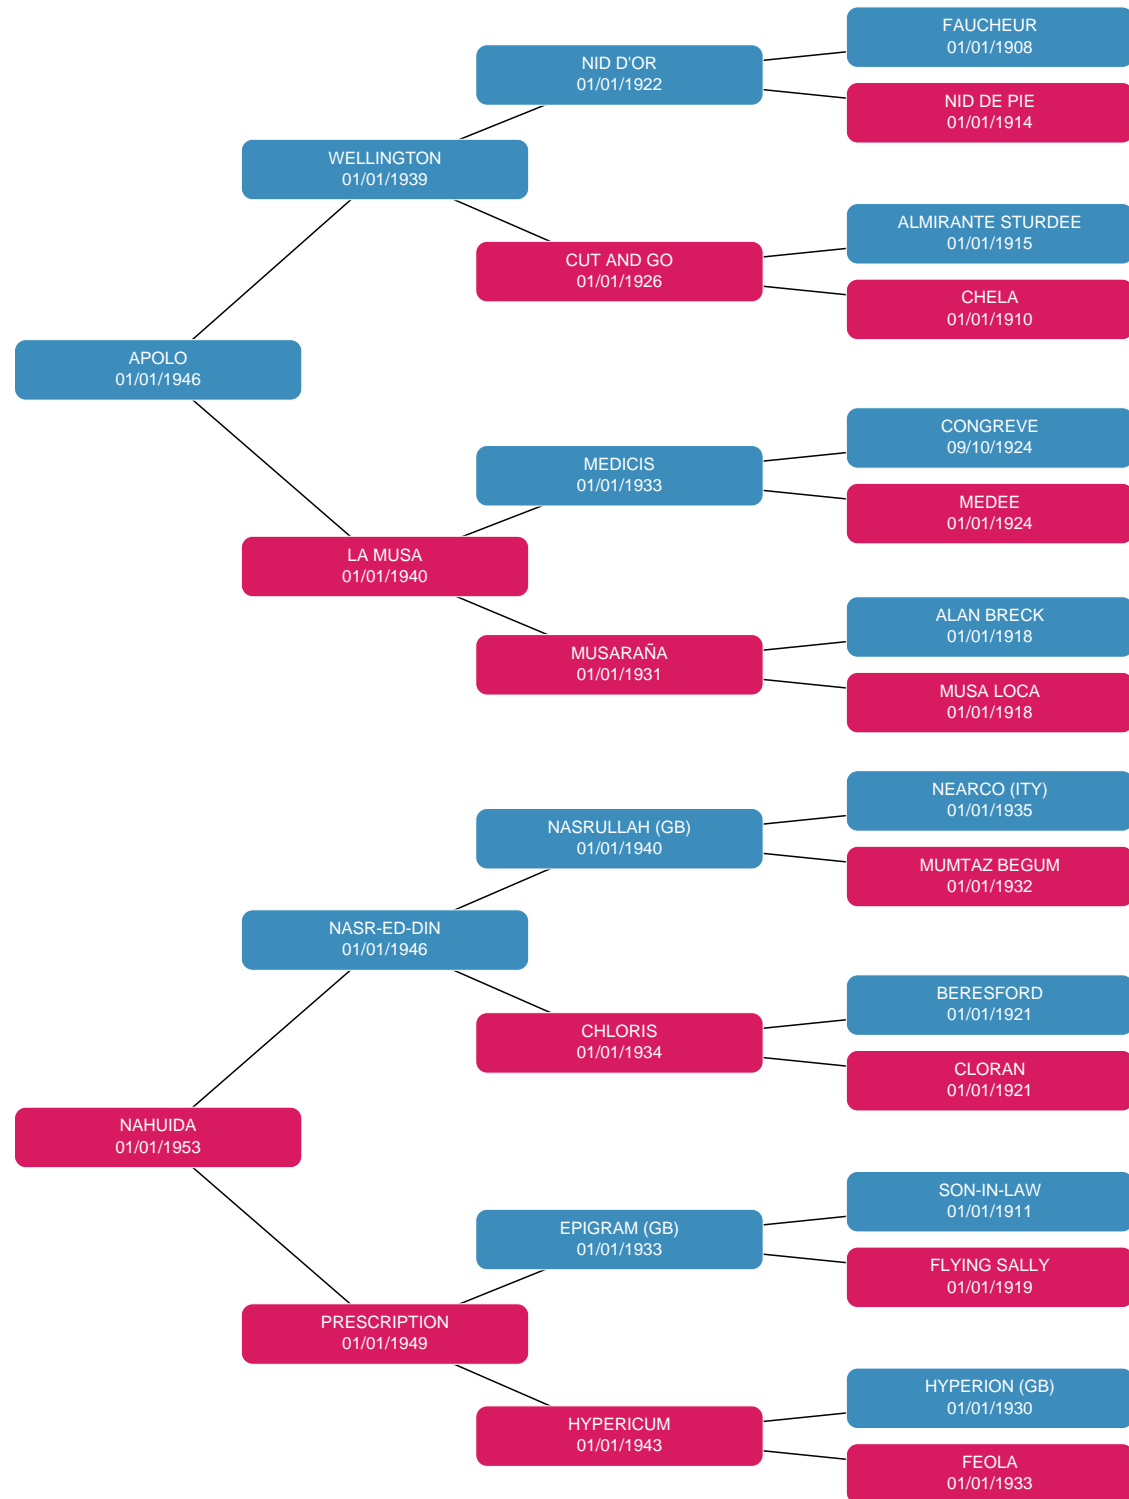 FAUCHEUR
01/01/1908
NID D'OR
01/01/1922
NID DE PIE
01/01/1914
WELLINGTON
01/01/1939
ALMIRANTE STURDEE
01/01/1915
CUT AND GO
01/01/1926
CHELA
01/01/1910
APOLO
01/01/1946
CONGREVE
09/10/1924
MEDICIS
01/01/1933
MEDEE
01/01/1924
LA MUSA
01/01/1940
ALAN BRECK
01/01/1918
MUSARAÑA
01/01/1931
MUSA LOCA
01/01/1918
NEARCO (ITY)
01/01/1935
NASRULLAH (GB)
01/01/1940
MUMTAZ BEGUM
01/01/1932
NASR-ED-DIN
01/01/1946
BERESFORD
01/01/1921
CHLORIS
01/01/1934
CLORAN
01/01/1921
NAHUIDA
01/01/1953
SON-IN-LAW
01/01/1911
EPIGRAM (GB)
01/01/1933
FLYING SALLY
01/01/1919
PRESCRIPTION
01/01/1949
HYPERION (GB)
01/01/1930
HYPERICUM
01/01/1943
FEOLA
01/01/1933